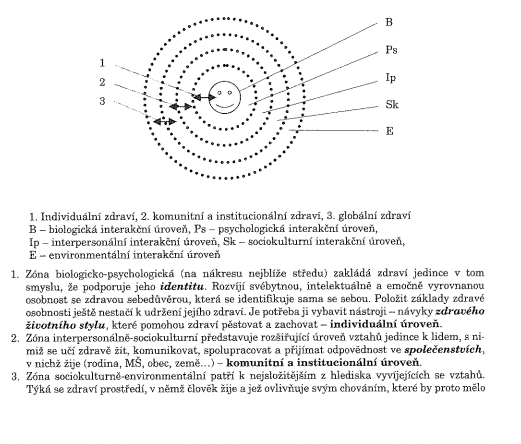 B
Ps
1
Ip
2
3
Sk
E
1. Individuální zdraví, 2. komunitní a institucionální zdraví, 3. globální zdraví
B – biologická interakční úroveň, Ps – psychologická interakční úroveň,
Ip – interpersonální interakční úroveň, Sk – sociokulturní interakční úroveň,
E – environmentální interakční úroveň
1. Zóna biologicko-psychologická (na nákresu nejblíže středu) zakládá zdraví jedince v tom
smyslu, že podporuje jeho identitu. Rozvíjí svébytnou, intelektuálně a emočně vyrovnanou
osobnost se zdravou sebedůvěrou, která se identifikuje sama se sebou. Položit základy zdravé
osobnosti ještě nestačí k udržení jejího zdraví. Je potřeba ji vybavit nástroji – návyky zdravého
životního stylu, které pomohou zdraví pěstovat a zachovat – individuální úroveň.
2. Zóna interpersonálně-sociokulturní představuje rozšiřující úroveň vztahů jedince k lidem, s ni-
miž se učí zdravě žít, komunikovat, spolupracovat a přijímat odpovědnost ve společenstvích,
v nichž žije (rodina, MŠ, obec, země...) – komunitní a institucionální úroveň.
3. Zóna sociokulturně-environmentální patří k nejsložitějším z hlediska vyvíjejících se vztahů.
Týká se zdraví prostředí, v němž člověk žije a jež ovlivňuje svým chováním, které by proto mělo